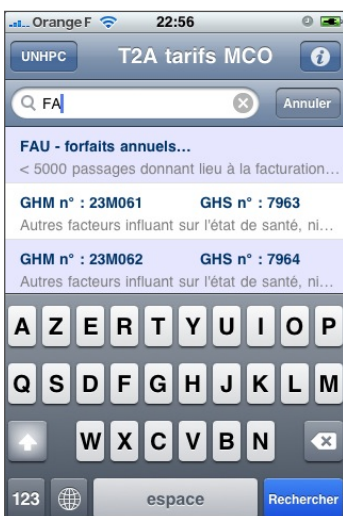 Orange F 22:56
UNHPC T2A tarifs MCO i
FA Annuler
FAU - forfaits annuels...
< 5000 passages donnant lieu à la facturation...
GHM n° : 23M061 GHS n° : 7963
Autres facteurs influant sur l'état de santé, ni...
GHM n° : 23M062 GHS n° : 7964
Autres facteurs influant sur l'état de santé, ni...
A Z E R T Y U I O P
Q S D F G H J K L M
W X C V B N
123 espace Rechercher